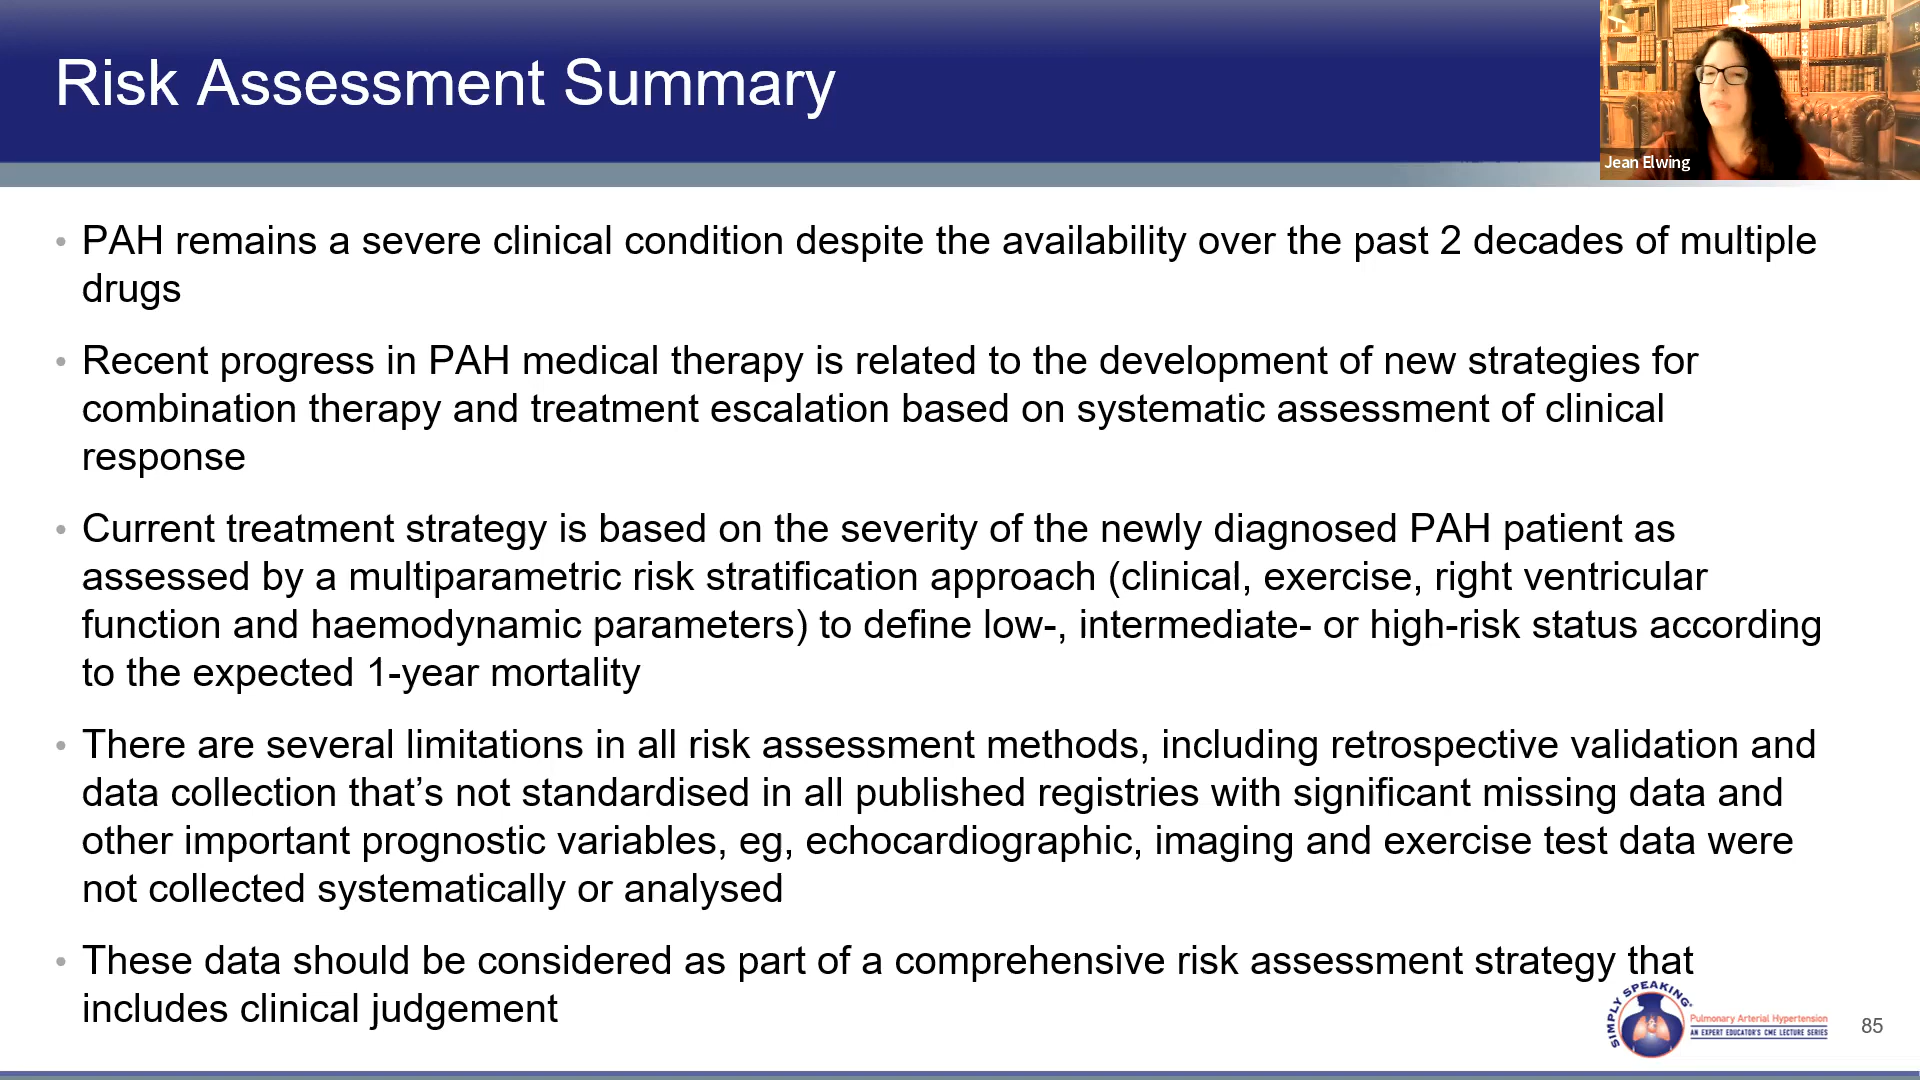 Risk Assessment Summary
Jean Elwing
• PAH remains a severe clinical condition despite the availability over the past 2 decades of multiple
drugs
• Recent progress in PAH medical therapy is related to the development of new strategies for
combination therapy and treatment escalation based on systematic assessment of clinical
response
• Current treatment strategy is based on the severity of the newly diagnosed PAH patient as
assessed by a multiparametric risk stratification approach (clinical, exercise, right ventricular
function and haemodynamic parameters) to define low-, intermediate- or high-risk status according
to the expected 1-year mortality
• There are several limitations in all risk assessment methods, including retrospective validation and
data collection that’s not standardised in all published registries with significant missing data and
other important prognostic variables, eg, echocardiographic, imaging and exercise test data were
not collected systematically or analysed
• These data should be considered as part of a comprehensive risk assessment strategy that
includes clinical judgement
SIMPLY SPEAKING
Pulmonary Arterial Hypertension
AN EXPERT EDUCATOR'S CME LECTURE SERIES
85